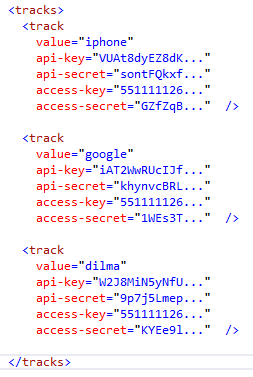 <tracks>
<track
value="iphone"
api-key="VUAt8dyEZ8dK..."
api-secret="sontFQkxf..."
access-key="551111126..."
access-secret="GZfZqB..." />
<track
value="google"
api-key="iAT2WwRUcIJf..."
api-secret="khynvcBRL..."
access-key="551111126..."
access-secret="1WEs3T..." />
<track
value="dilma"
api-key="W2J8MiN5yNfU..."
api-secret="9p7j5Lmep..."
access-key="551111126..."
access-secret="KYEe9l..." />
</tracks>